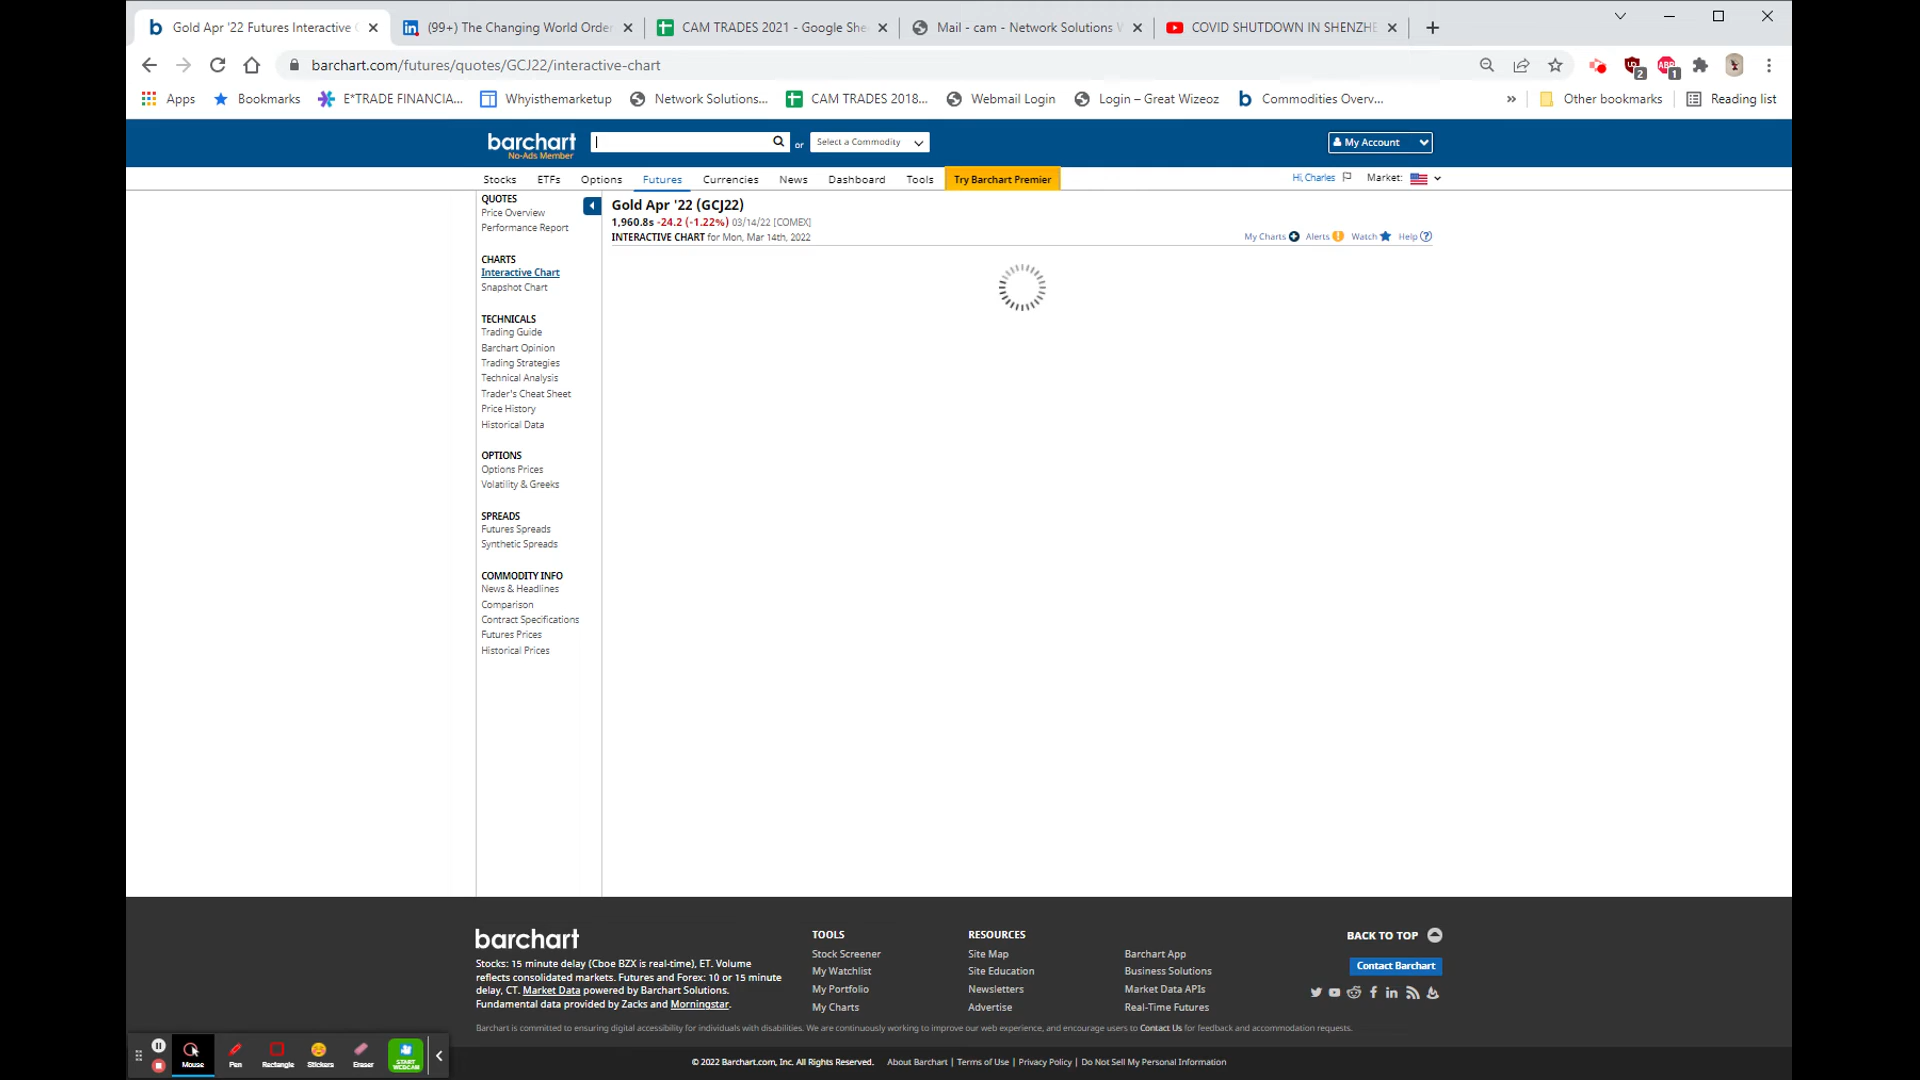 Gold Apr '22 Futures Interactive C
(99+) The Changing World Order
CAM TRADES 2021 - Google She
Mail - cam - Network Solutions W
COVID SHUTDOWN IN SHENZHE
barchart.com/futures/quotes/GCJ22/interactive-chart
2
1
Apps
Bookmarks
E*TRADE FINANCIA...
Whyisthemarketup
Network Solutions...
CAM TRADES 2018...
Webmail Login
Login – Great Wizeoz
Commodities Overv...
»
Other bookmarks
Reading list
barchart
No-Ads Member
or
Select a Commodity
My Account
Stocks
ETFs
Options
Futures
Currencies
News
Dashboard
Tools
Try Barchart Premier
Hi, Charles
Market:
QUOTES
Price Overview
Performance Report
CHARTS
Interactive Chart
Snapshot Chart
TECHNICALS
Trading Guide
Barchart Opinion
Trading Strategies
Technical Analysis
Trader's Cheat Sheet
Price History
Historical Data
OPTIONS
Options Prices
Volatility & Greeks
SPREADS
Futures Spreads
Synthetic Spreads
COMMODITY INFO
News & Headlines
Comparison
Contract Specifications
Futures Prices
Historical Prices
Gold Apr '22 (GCJ22)
1,960.8s -24.2 (-1.22%) 03/14/22 [COMEX]
INTERACTIVE CHART for Mon, Mar 14th, 2022
My Charts
Alerts
Watch
Help
barchart
Stocks: 15 minute delay (Cboe BZX is real-time), ET. Volume
reflects consolidated markets. Futures and Forex: 10 or 15 minute
delay, CT. Market Data powered by Barchart Solutions.
Fundamental data provided by Zacks and Morningstar.
TOOLS
Stock Screener
My Watchlist
My Portfolio
My Charts
RESOURCES
Site Map
Site Education
Newsletters
Advertise
Barchart App
Business Solutions
Market Data APIs
Real-Time Futures
BACK TO TOP
Contact Barchart
Barchart is committed to ensuring digital accessibility for individuals with disabilities. We are continuously working to improve our web experience, and encourage users to Contact Us for feedback and accommodation requests.
© 2022 Barchart.com, Inc. All Rights Reserved. About Barchart | Terms of Use | Privacy Policy | Do Not Sell My Personal Information
Mouse
Pen
Rectangle
Stickers
Eraser
START
WEBCAM